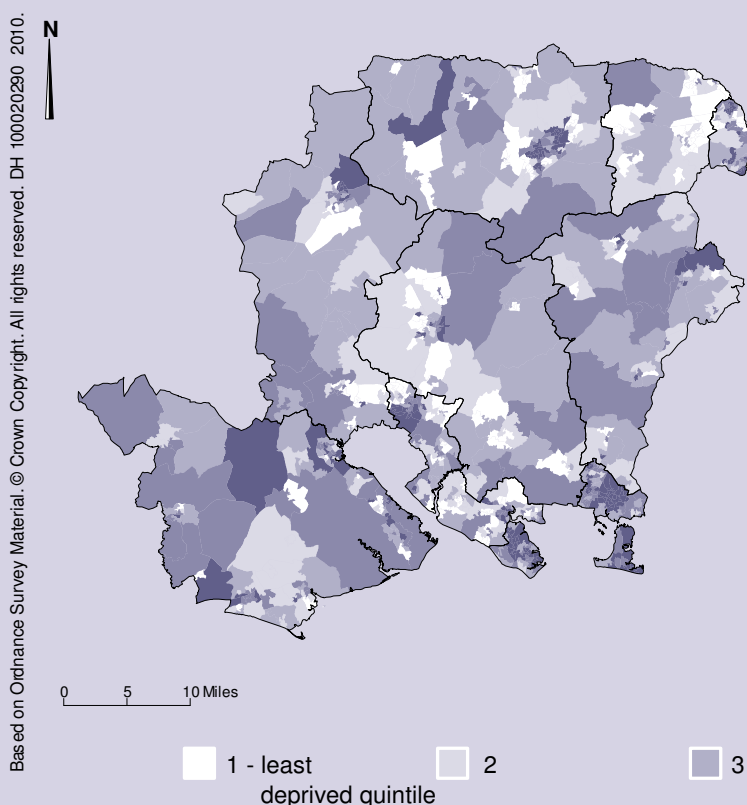 Based on Ordnance Survey Material. © Crown Copyright. All rights reserved. DH 100020290 2010.
N
0 5 10 Miles
1 - least 2 3
deprived quintile